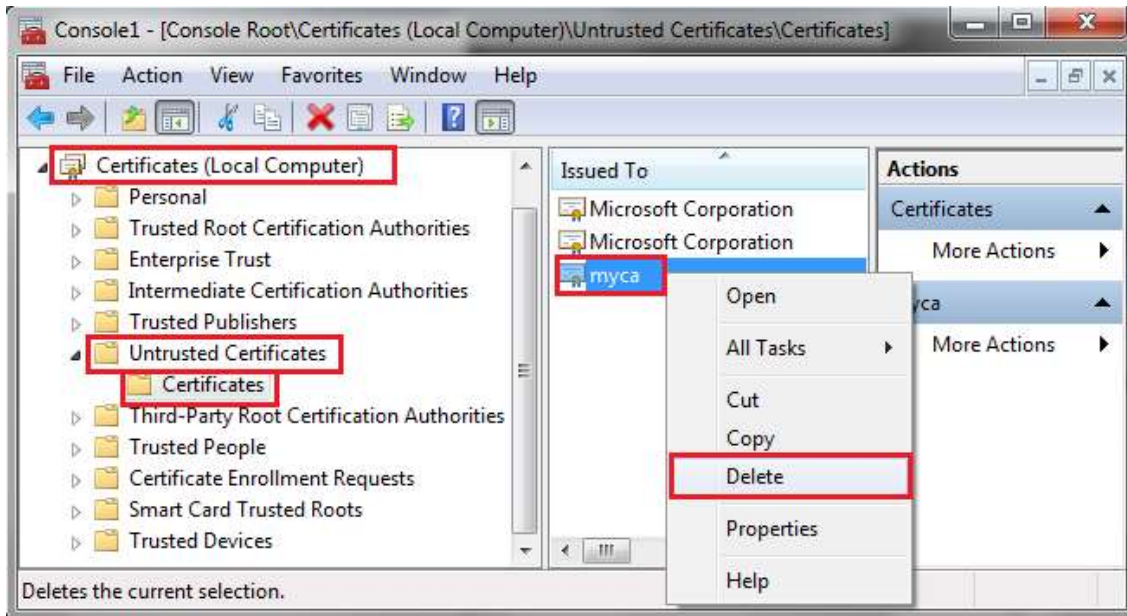 Console1 - [Console Root\Certificates (Local Computer)\Untrusted Certificates\Certificates]
File Action View Favorites Window Help
Certificates (Local Computer)
Personal
Trusted Root Certification Authorities
Enterprise Trust
Intermediate Certification Authorities
Trusted Publishers
Untrusted Certificates
Certificates
Third-Party Root Certification Authorities
Trusted People
Certificate Enrollment Requests
Smart Card Trusted Roots
Trusted Devices
Issued To
Microsoft Corporation
Microsoft Corporation
myca
Open
All Tasks
Cut
Copy
Delete
Properties
Help
Actions
Certificates
More Actions
yca
More Actions
Deletes the current selection.